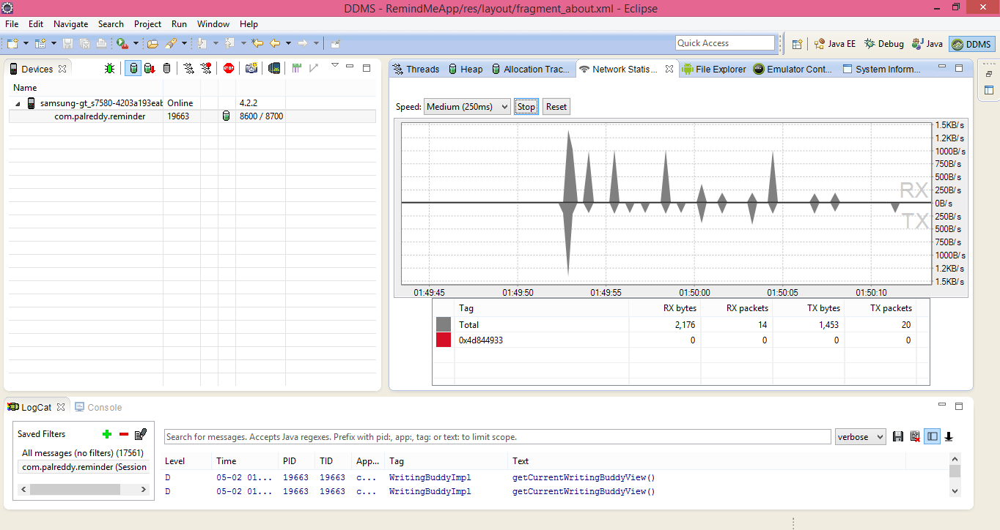 DDMS - RemindMeApp/res/layout/fragment_about.xml - Eclipse
File Edit Navigate Search Project Run Window Help
Quick Access Java EE Debug Java DDMS
Devices
Name
samsung-gt_s7580-4203a193eab Online 4.2.2
com.palreddy.reminder 19663 8600 / 8700
Threads Heap Allocation Trac... Network Statis... File Explorer Emulator Cont... System Inform...
Speed: Medium (250ms) Stop Reset
1.5KB/s
1.2KB/s
1000B/s
750B/s
500B/s
250B/s
RX
0B/s
TX
250B/s
500B/s
750B/s
1000B/s
1.2KB/s
1.5KB/s
01:49:45 01:49:50 01:49:55 01:50:00 01:50:05 01:50:10
Tag RX bytes RX packets TX bytes TX packets
Total 2,176 14 1,453 20
0x4d844933 0 0 0 0
LogCat Console
Saved Filters
All messages (no filters) (17561)
com.palreddy.reminder (Session
Search for messages. Accepts Java regexes. Prefix with pid:, app:, tag: or text: to limit scope. verbose
Level Time PID TID App... Tag Text
D 05-02 01... 19663 19663 c... WritingBuddyImpl getCurrentWritingBuddyView()
D 05-02 01... 19663 19663 c... WritingBuddyImpl getCurrentWritingBuddyView()